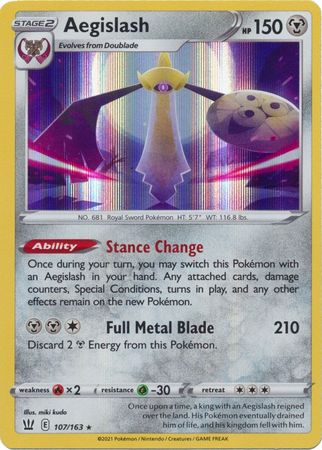 STAGE 2 Aegislash HP 150
Evolves from Doublade
NO. 681 Royal Sword Pokémon HT: 5'7" WT: 116.8 lbs.
Ability Stance Change
Once during your turn, you may switch this Pokémon with
an Aegislash in your hand. Any attached cards, damage
counters, Special Conditions, turns in play, and any other
effects remain on the new Pokémon.
Full Metal Blade 210
Discard 2 Energy from this Pokémon.
weakness ×2 resistance -30 retreat
Illus. miki kudo
E 107/163 ★
Once upon a time, a king with an Aegislash reigned
over the land. His Pokémon eventually drained
him of life, and his kingdom fell with him.
©2021 Pokémon / Nintendo / Creatures / GAME FREAK